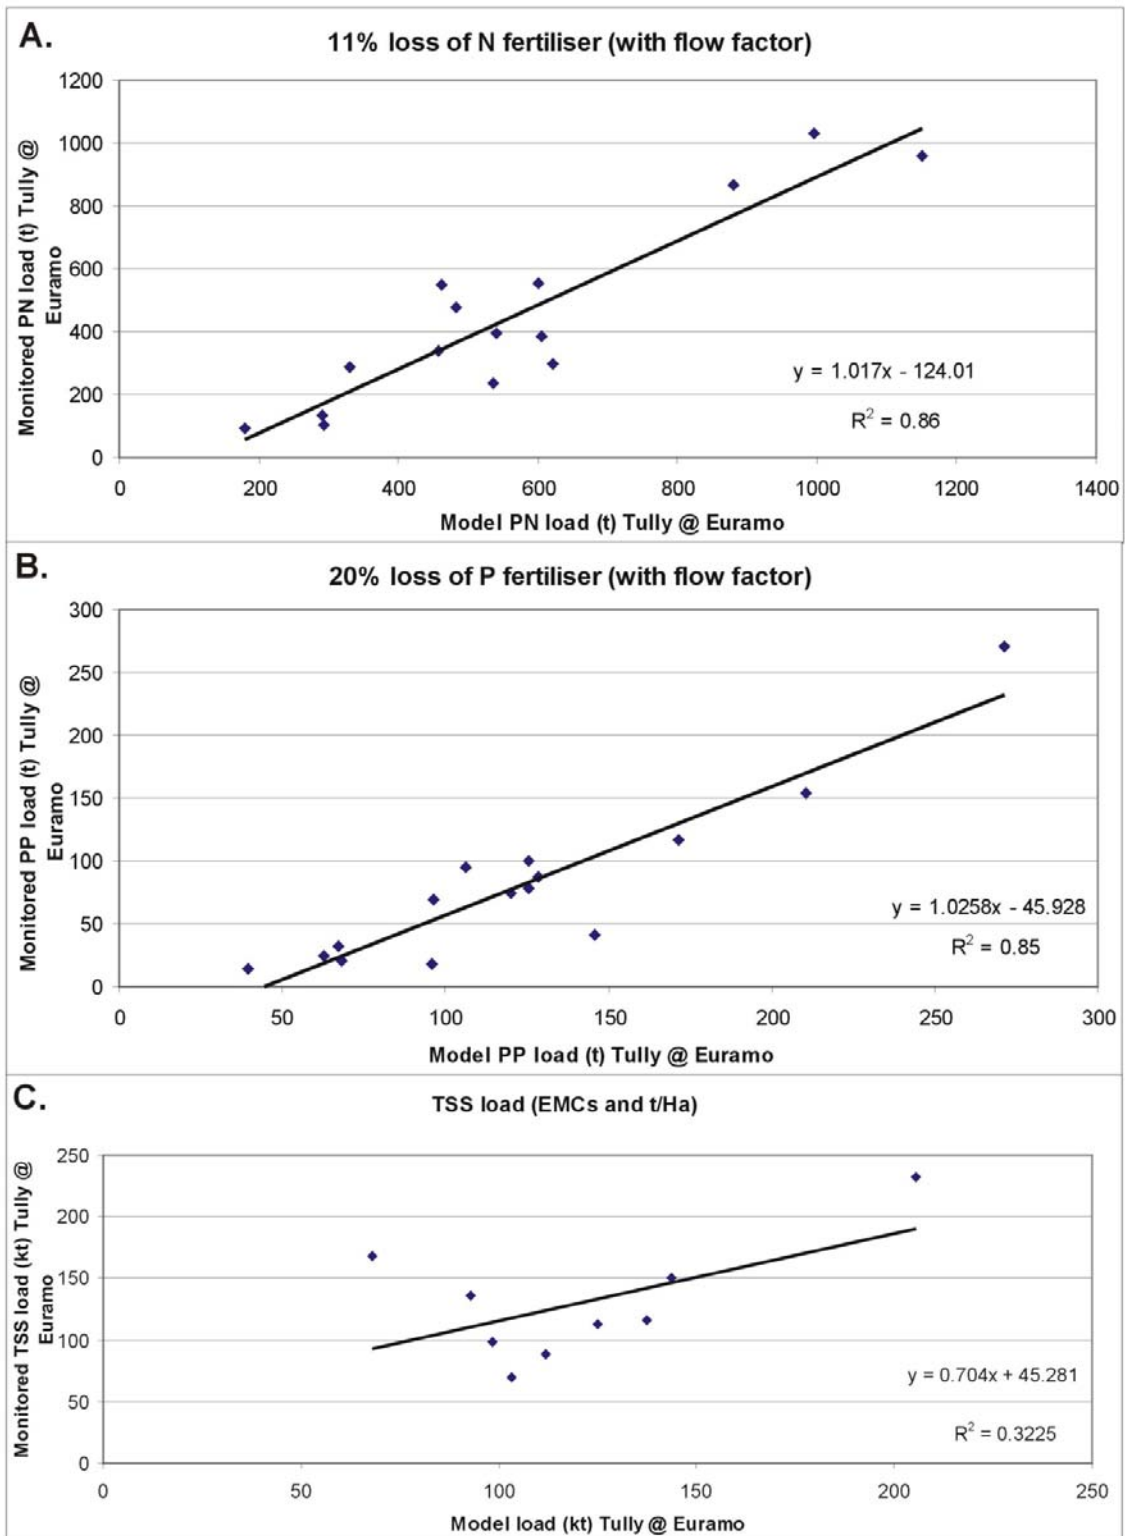 A.
11% loss of N fertiliser (with flow factor)
Monitored PN load (t) Tully @
Euramo
1200
1000
800
600
400
200
0
y = 1.017x - 124.01
R² = 0.86
0 200 400 600 800 1000 1200 1400
Model PN load (t) Tully @ Euramo
B.
20% loss of P fertiliser (with flow factor)
Monitored PP load (t) Tully @
Euramo
300
250
200
150
100
50
0
y = 1.0258x - 45.928
R² = 0.85
0 50 100 150 200 250 300
Model PP load (t) Tully @ Euramo
C.
TSS load (EMCs and t/Ha)
Monitored TSS load (kt) Tully @
Euramo
250
200
150
100
50
0
y = 0.704x + 45.281
R² = 0.3225
0 50 100 150 200 250
Model load (kt) Tully @ Euramo